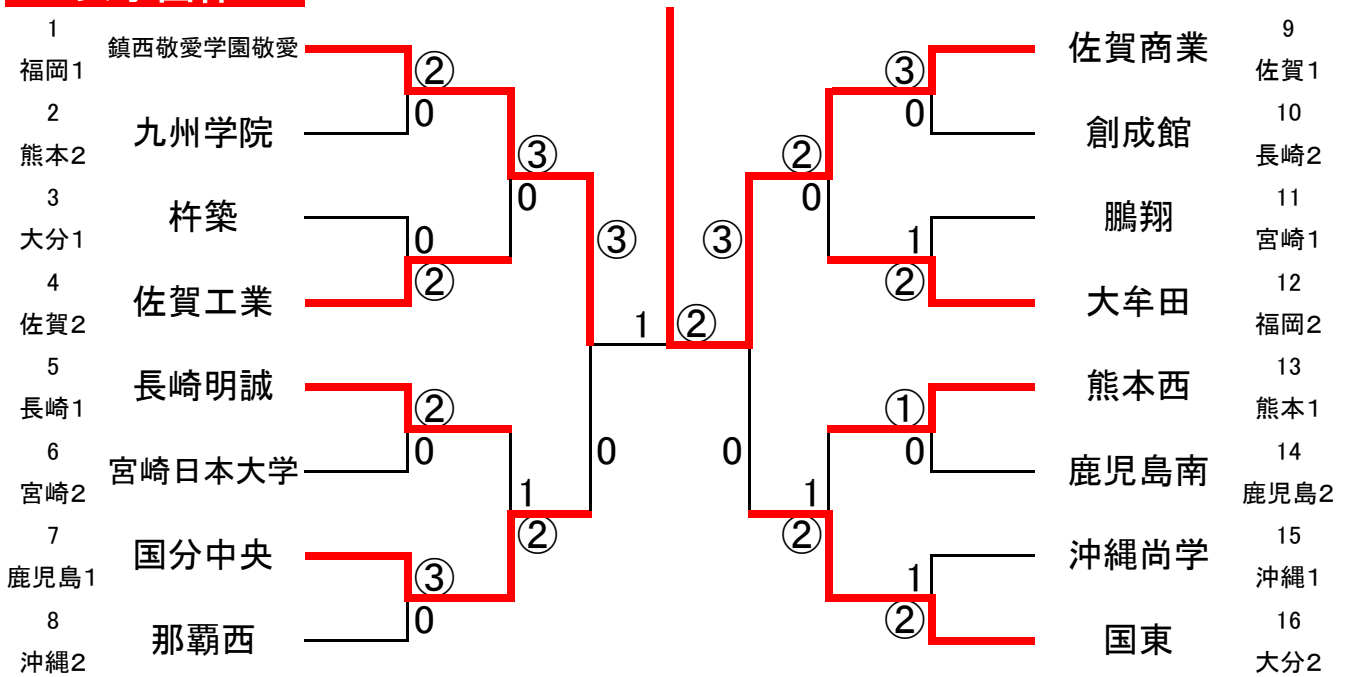 1
鎮西敬愛学園敬愛
福岡1
2
九州学院
熊本2
3
杵築
大分1
4
佐賀工業
佐賀2
5
長崎明誠
長崎1
6
宮崎日本大学
宮崎2
7
国分中央
鹿児島1
8
那覇西
沖縄2
②
0
0
②
②
0
③
0
③
0
1
②
③
0
1
②
③
0
②
0
1
②
③
0
①
0
1
②
②
0
1
②
佐賀商業
9
佐賀1
創成館
10
長崎2
鵬翔
11
宮崎1
大牟田
12
福岡2
熊本西
13
熊本1
鹿児島南
14
鹿児島2
沖縄尚学
15
沖縄1
国東
16
大分2